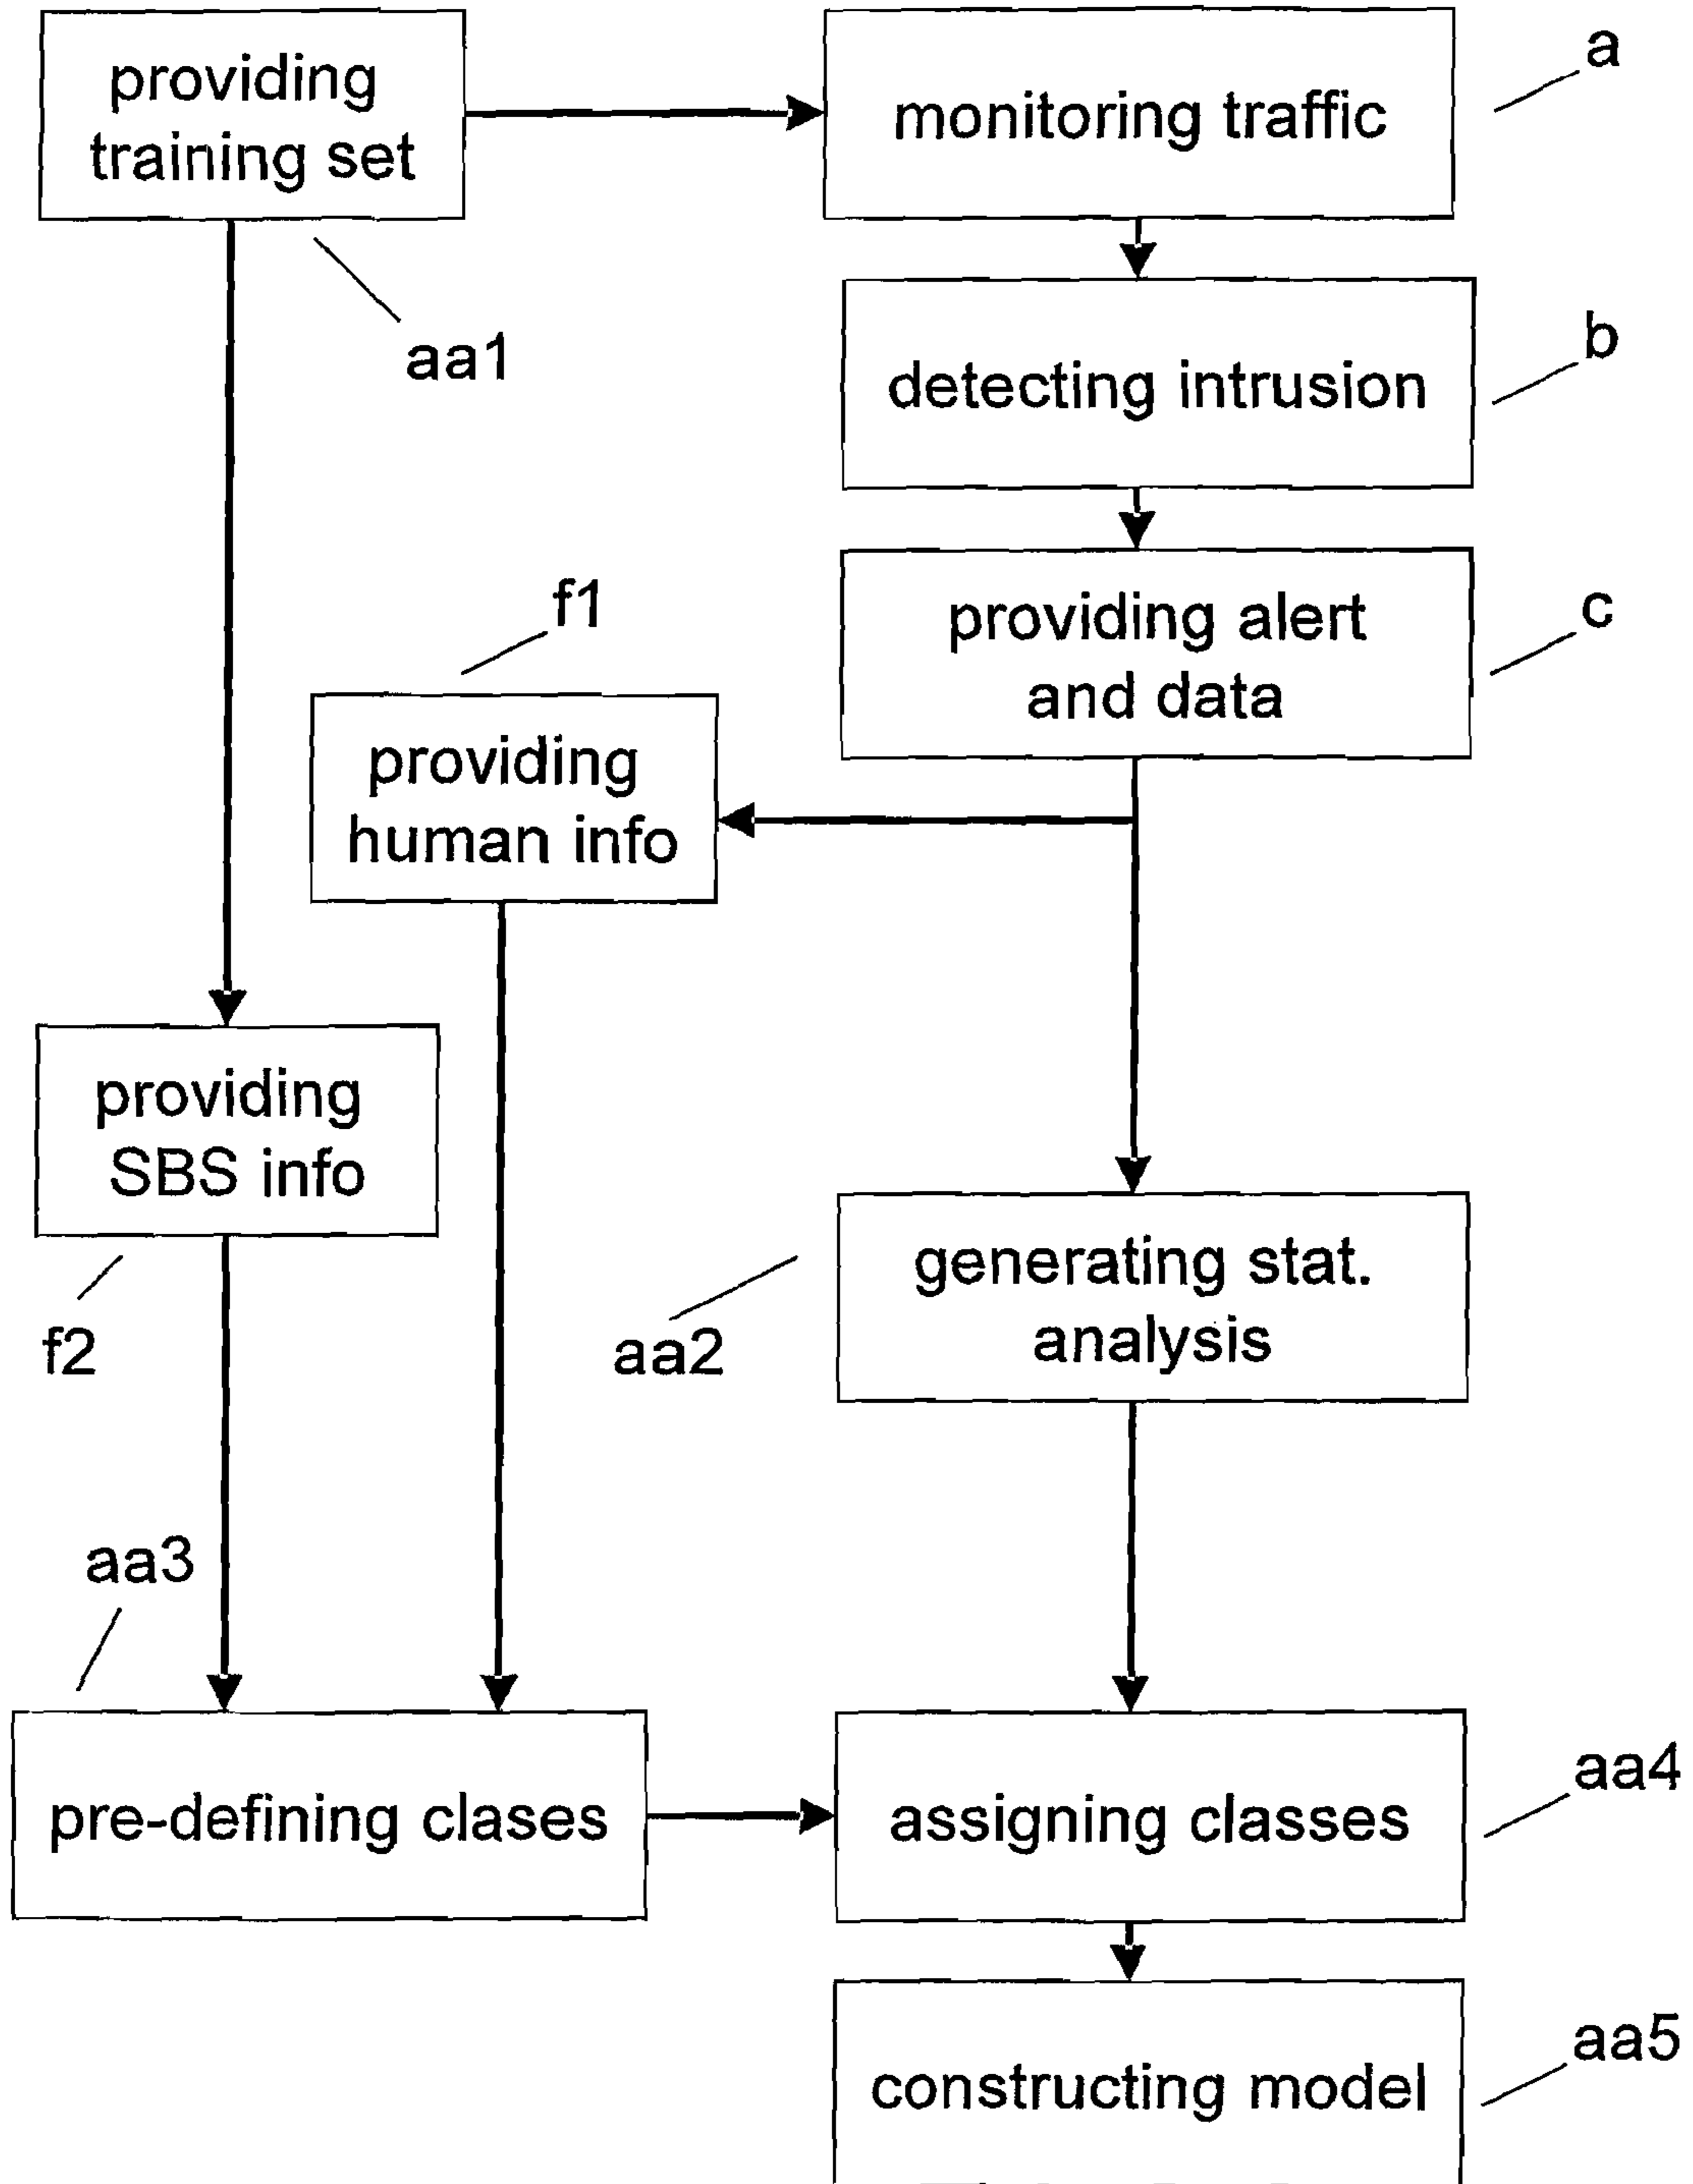 providing
training set
monitoring traffic
a
aa1
detecting intrusion
b
providing alert
and data
c
f1
providing
human info
providing
SBS info
f2
generating stat.
analysis
aa2
aa3
pre-defining clases
assigning classes
aa4
constructing model
aa5